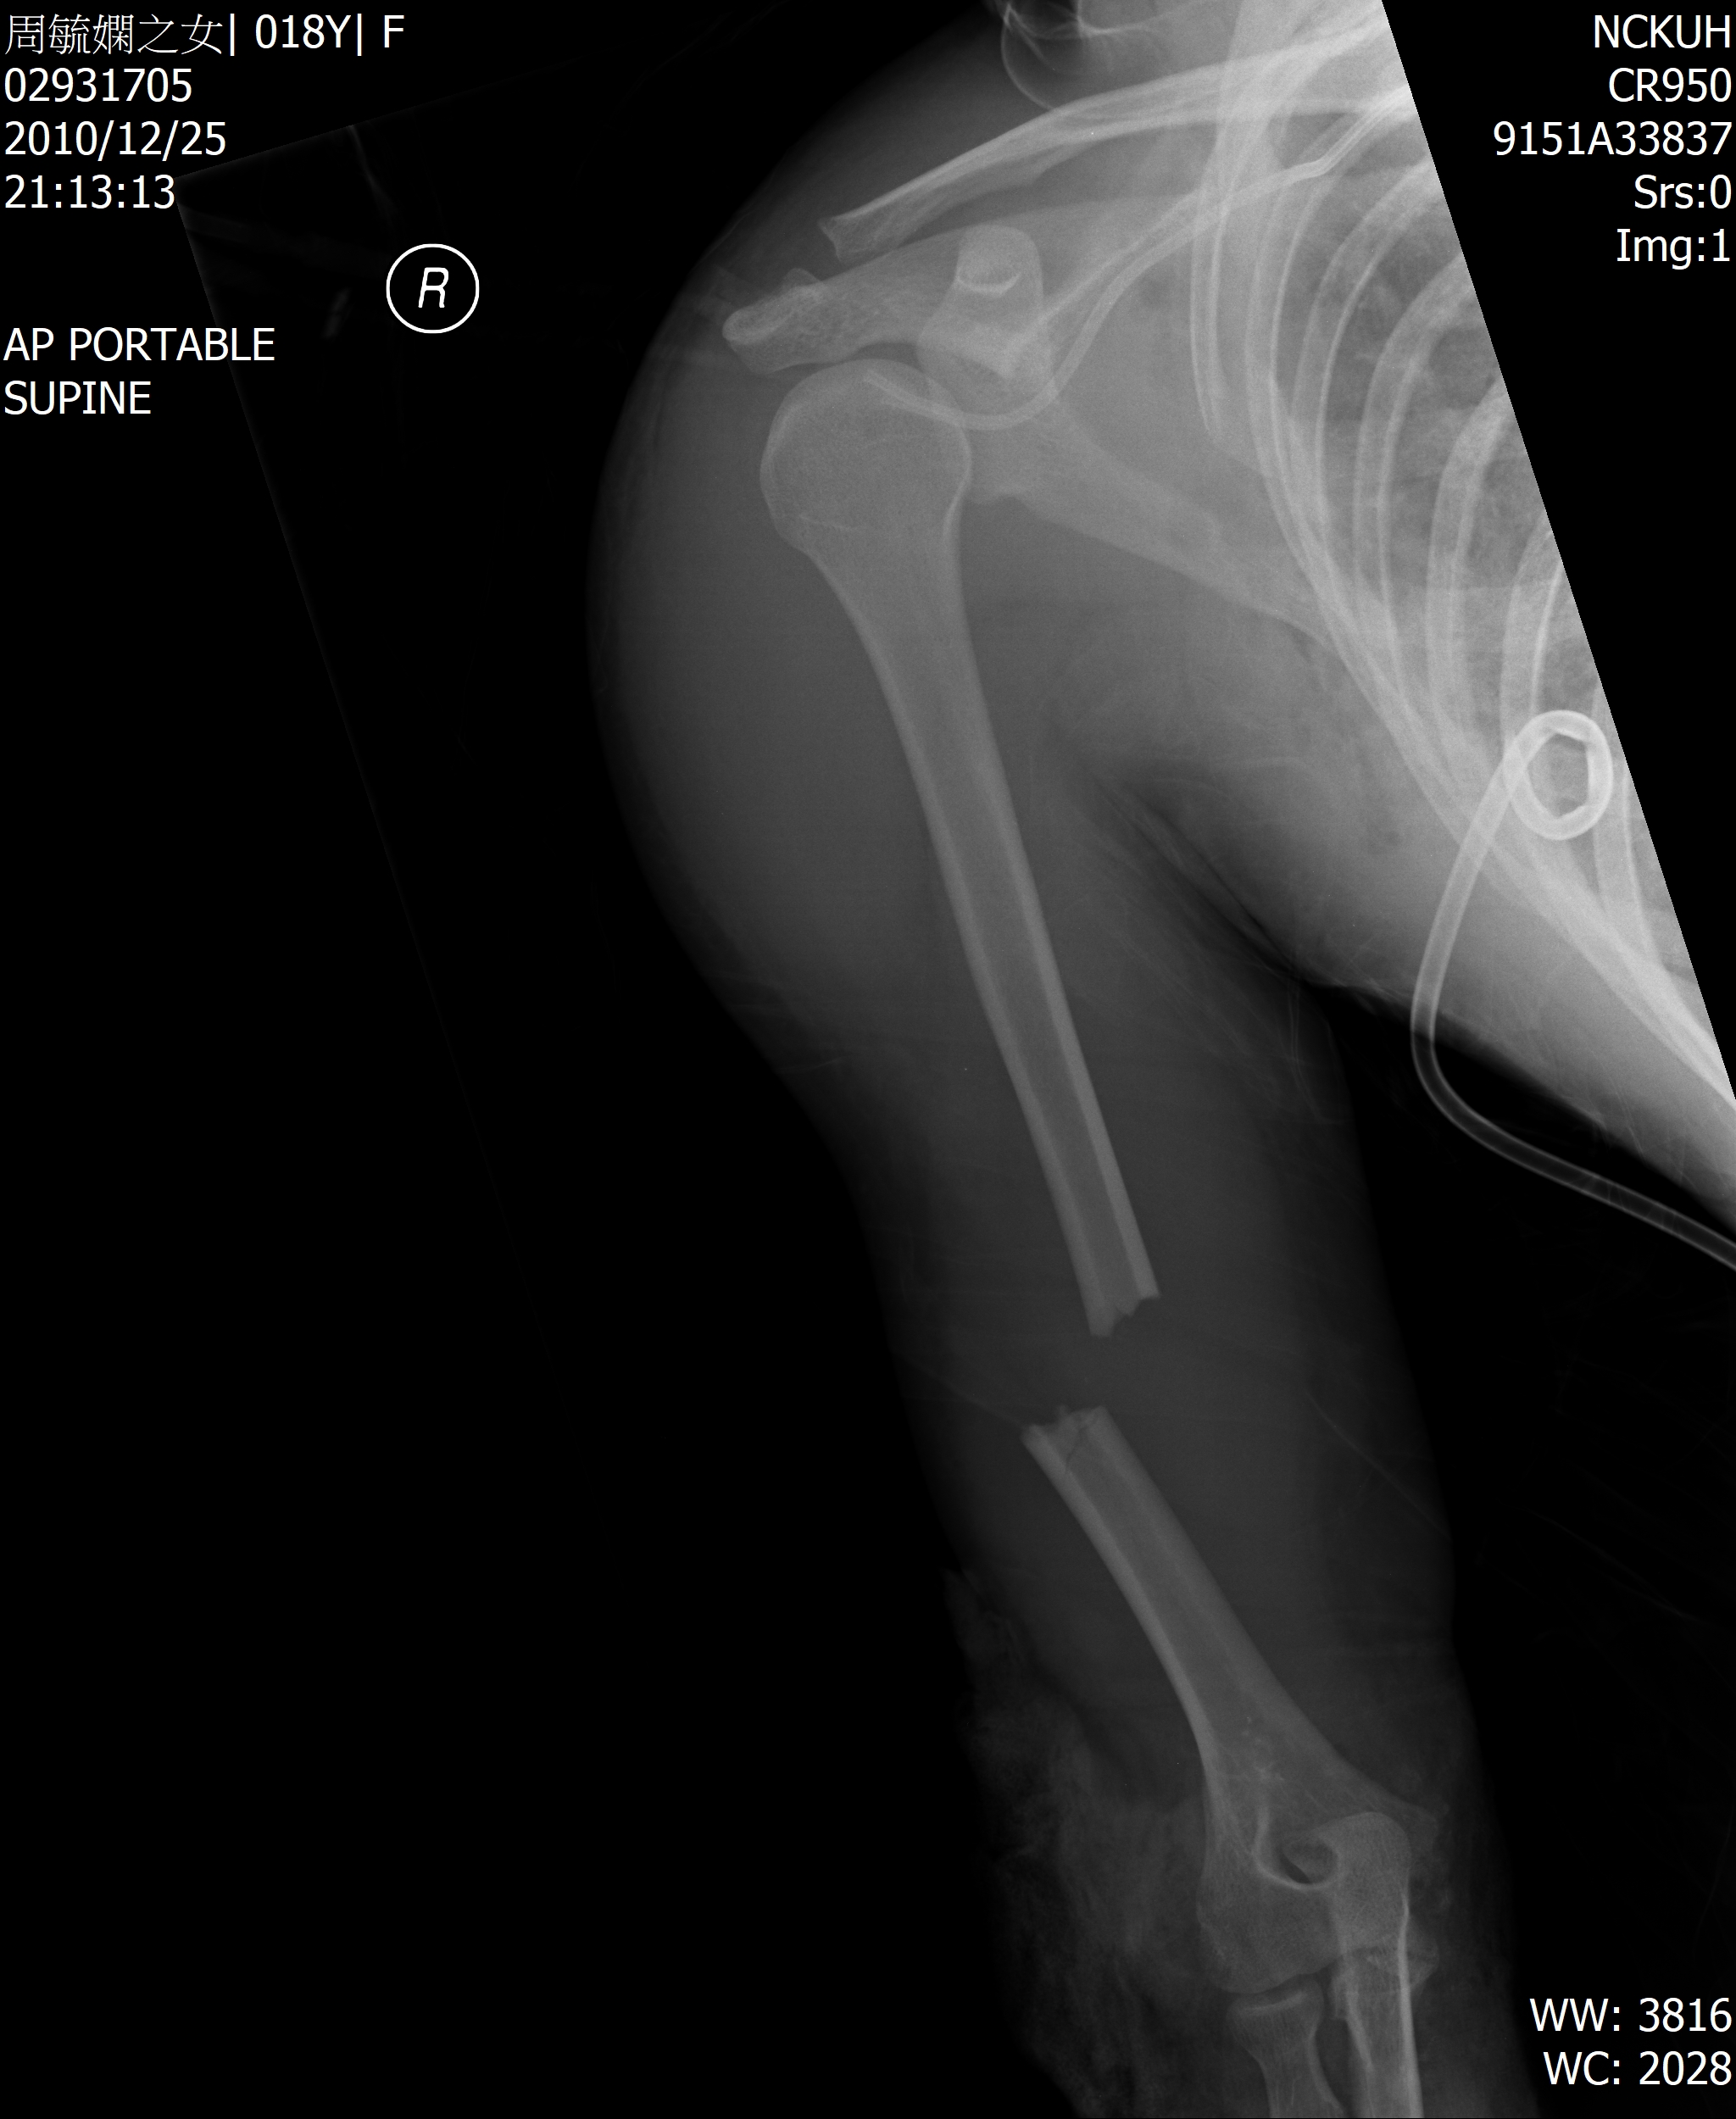 周毓嫻之女| 018Y| F
02931705
2010/12/25
21:13:13
R
AP PORTABLE
SUPINE
NCKUH
CR950
9151A33837
Srs:0
Img:1
WW: 3816
WC: 2028